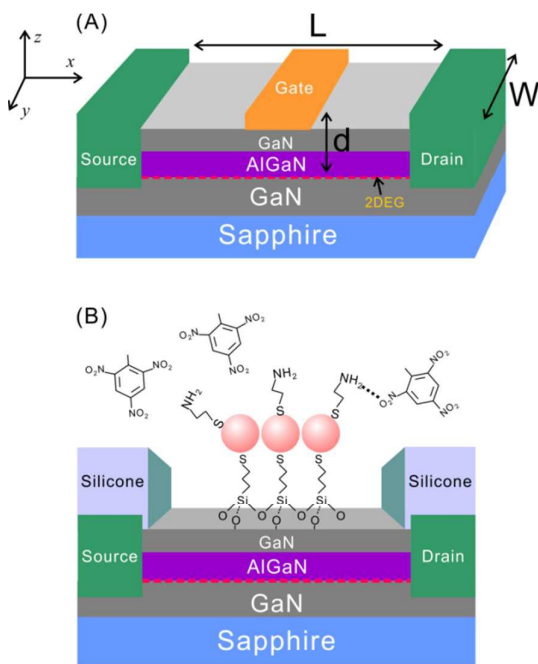 (A)
z
x
y
L
W
Gate
d
GaN
Source
AlGaN
Drain
GaN
2DEG
Sapphire
(B)
NO₂
O₂N
NO₂
NO₂
O₂N
NO₂
NH₂
NH₂
NH₂
NO₂
O₂N
NO₂
S
S
S
S
S
S
Silicone
Silicone
Si
Si
Si
O
O
O
O
O
O
O
GaN
Source
AlGaN
Drain
GaN
Sapphire